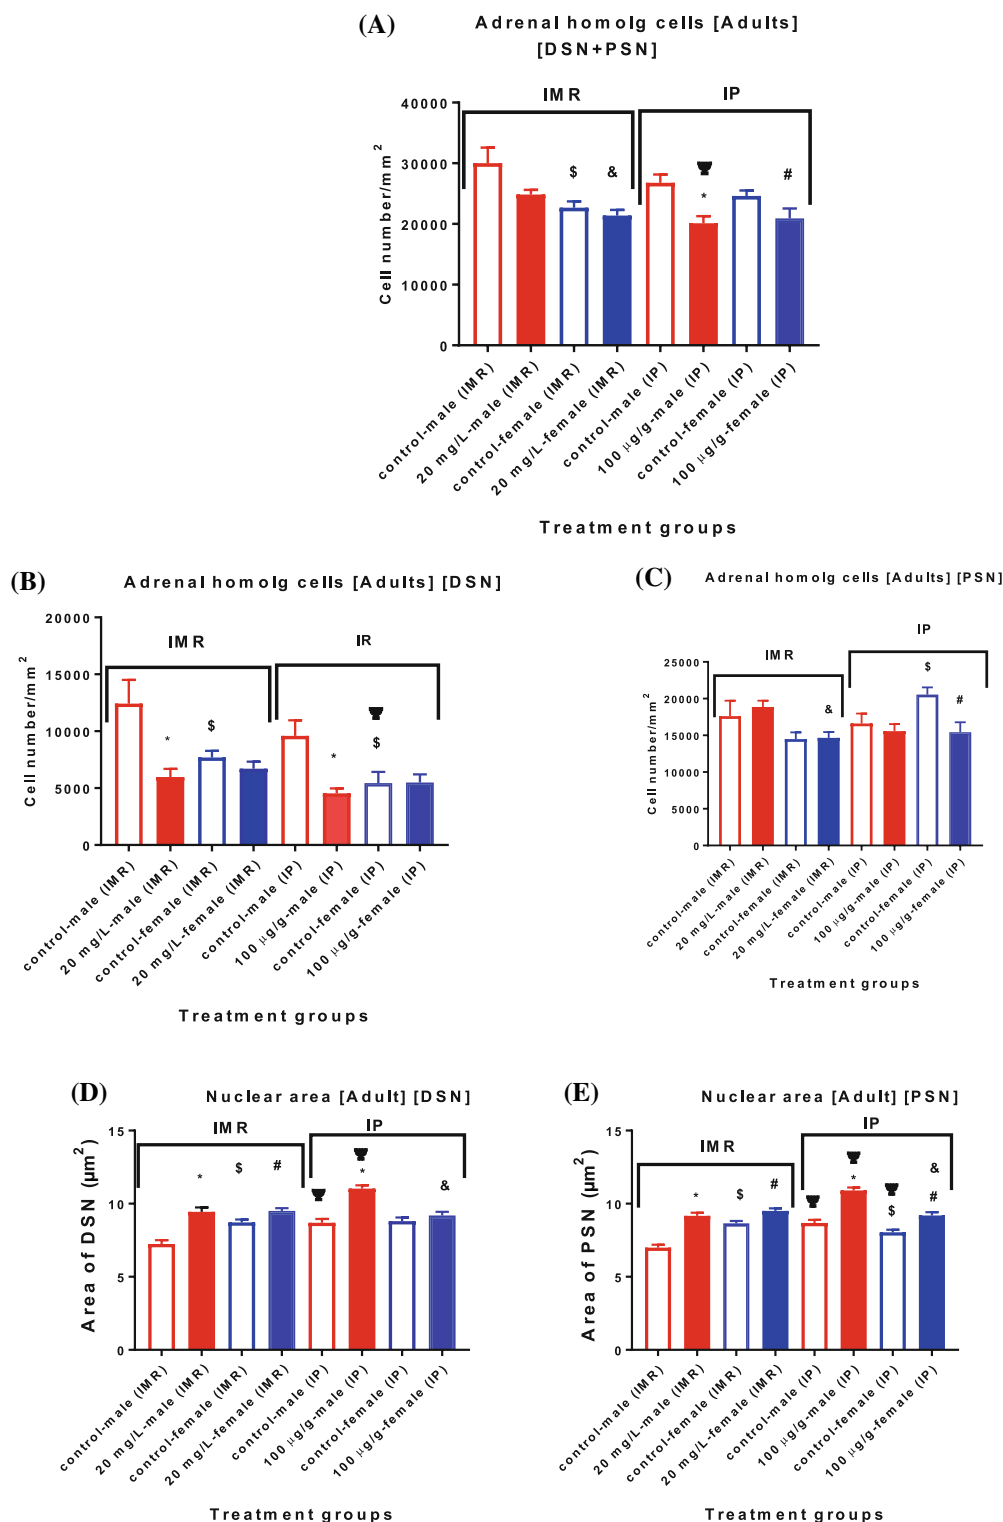 (A)
Adrenal homolg cells [Adults]
[DSN+PSN]
IMR
IP
Cell number/mm²
40000
30000
20000
10000
0
$
&
*
#
control-male (IMR)
20 mg/L-male (IMR)
control-female (IMR)
20 mg/L-female (IMR)
control-male (IP)
100 μg/g-male (IP)
control-female (IP)
100 μg/g-female (IP)
Treatment groups
(B)
Adrenal homolg cells [Adults] [DSN]
IMR
IR
Cell number/mm²
20000
15000
10000
5000
0
*
$
*
$
control-male (IMR)
20 mg/L-male (IMR)
control-female (IMR)
20 mg/L-female (IMR)
control-male (IP)
100 μg/g-male (IP)
control-female (IP)
100 μg/g-female (IP)
Treatment groups
(C)
Adrenal homolg cells [Adults] [PSN]
IMR
IP
Cell number/mm²
25000
20000
15000
10000
5000
0
&
$
#
control-male (IMR)
20 mg/L-male (IMR)
control-female (IMR)
20 mg/L-female (IMR)
control-male (IP)
100 μg/g-male (IP)
control-female (IP)
100 μg/g-female (IP)
Treatment groups
(D)
Nuclear area [Adult] [DSN]
IMR
IP
Area of DSN (μm²)
15
10
5
0
*
$
#
*
&
control-male (IMR)
20 mg/L-male (IMR)
control-female (IMR)
20 mg/L-female (IMR)
control-male (IP)
100 μg/g-male (IP)
control-female (IP)
100 μg/g-female (IP)
Treatment groups
(E)
Nuclear area [Adult] [PSN]
IMR
IP
Area of PSN (μm²)
15
10
5
0
*
$
#
*
$
&
#
control-male (IMR)
20 mg/L-male (IMR)
control-female (IMR)
20 mg/L-female (IMR)
control-male (IP)
100 μg/g-male (IP)
control-female (IP)
100 μg/g-female (IP)
Treatment groups